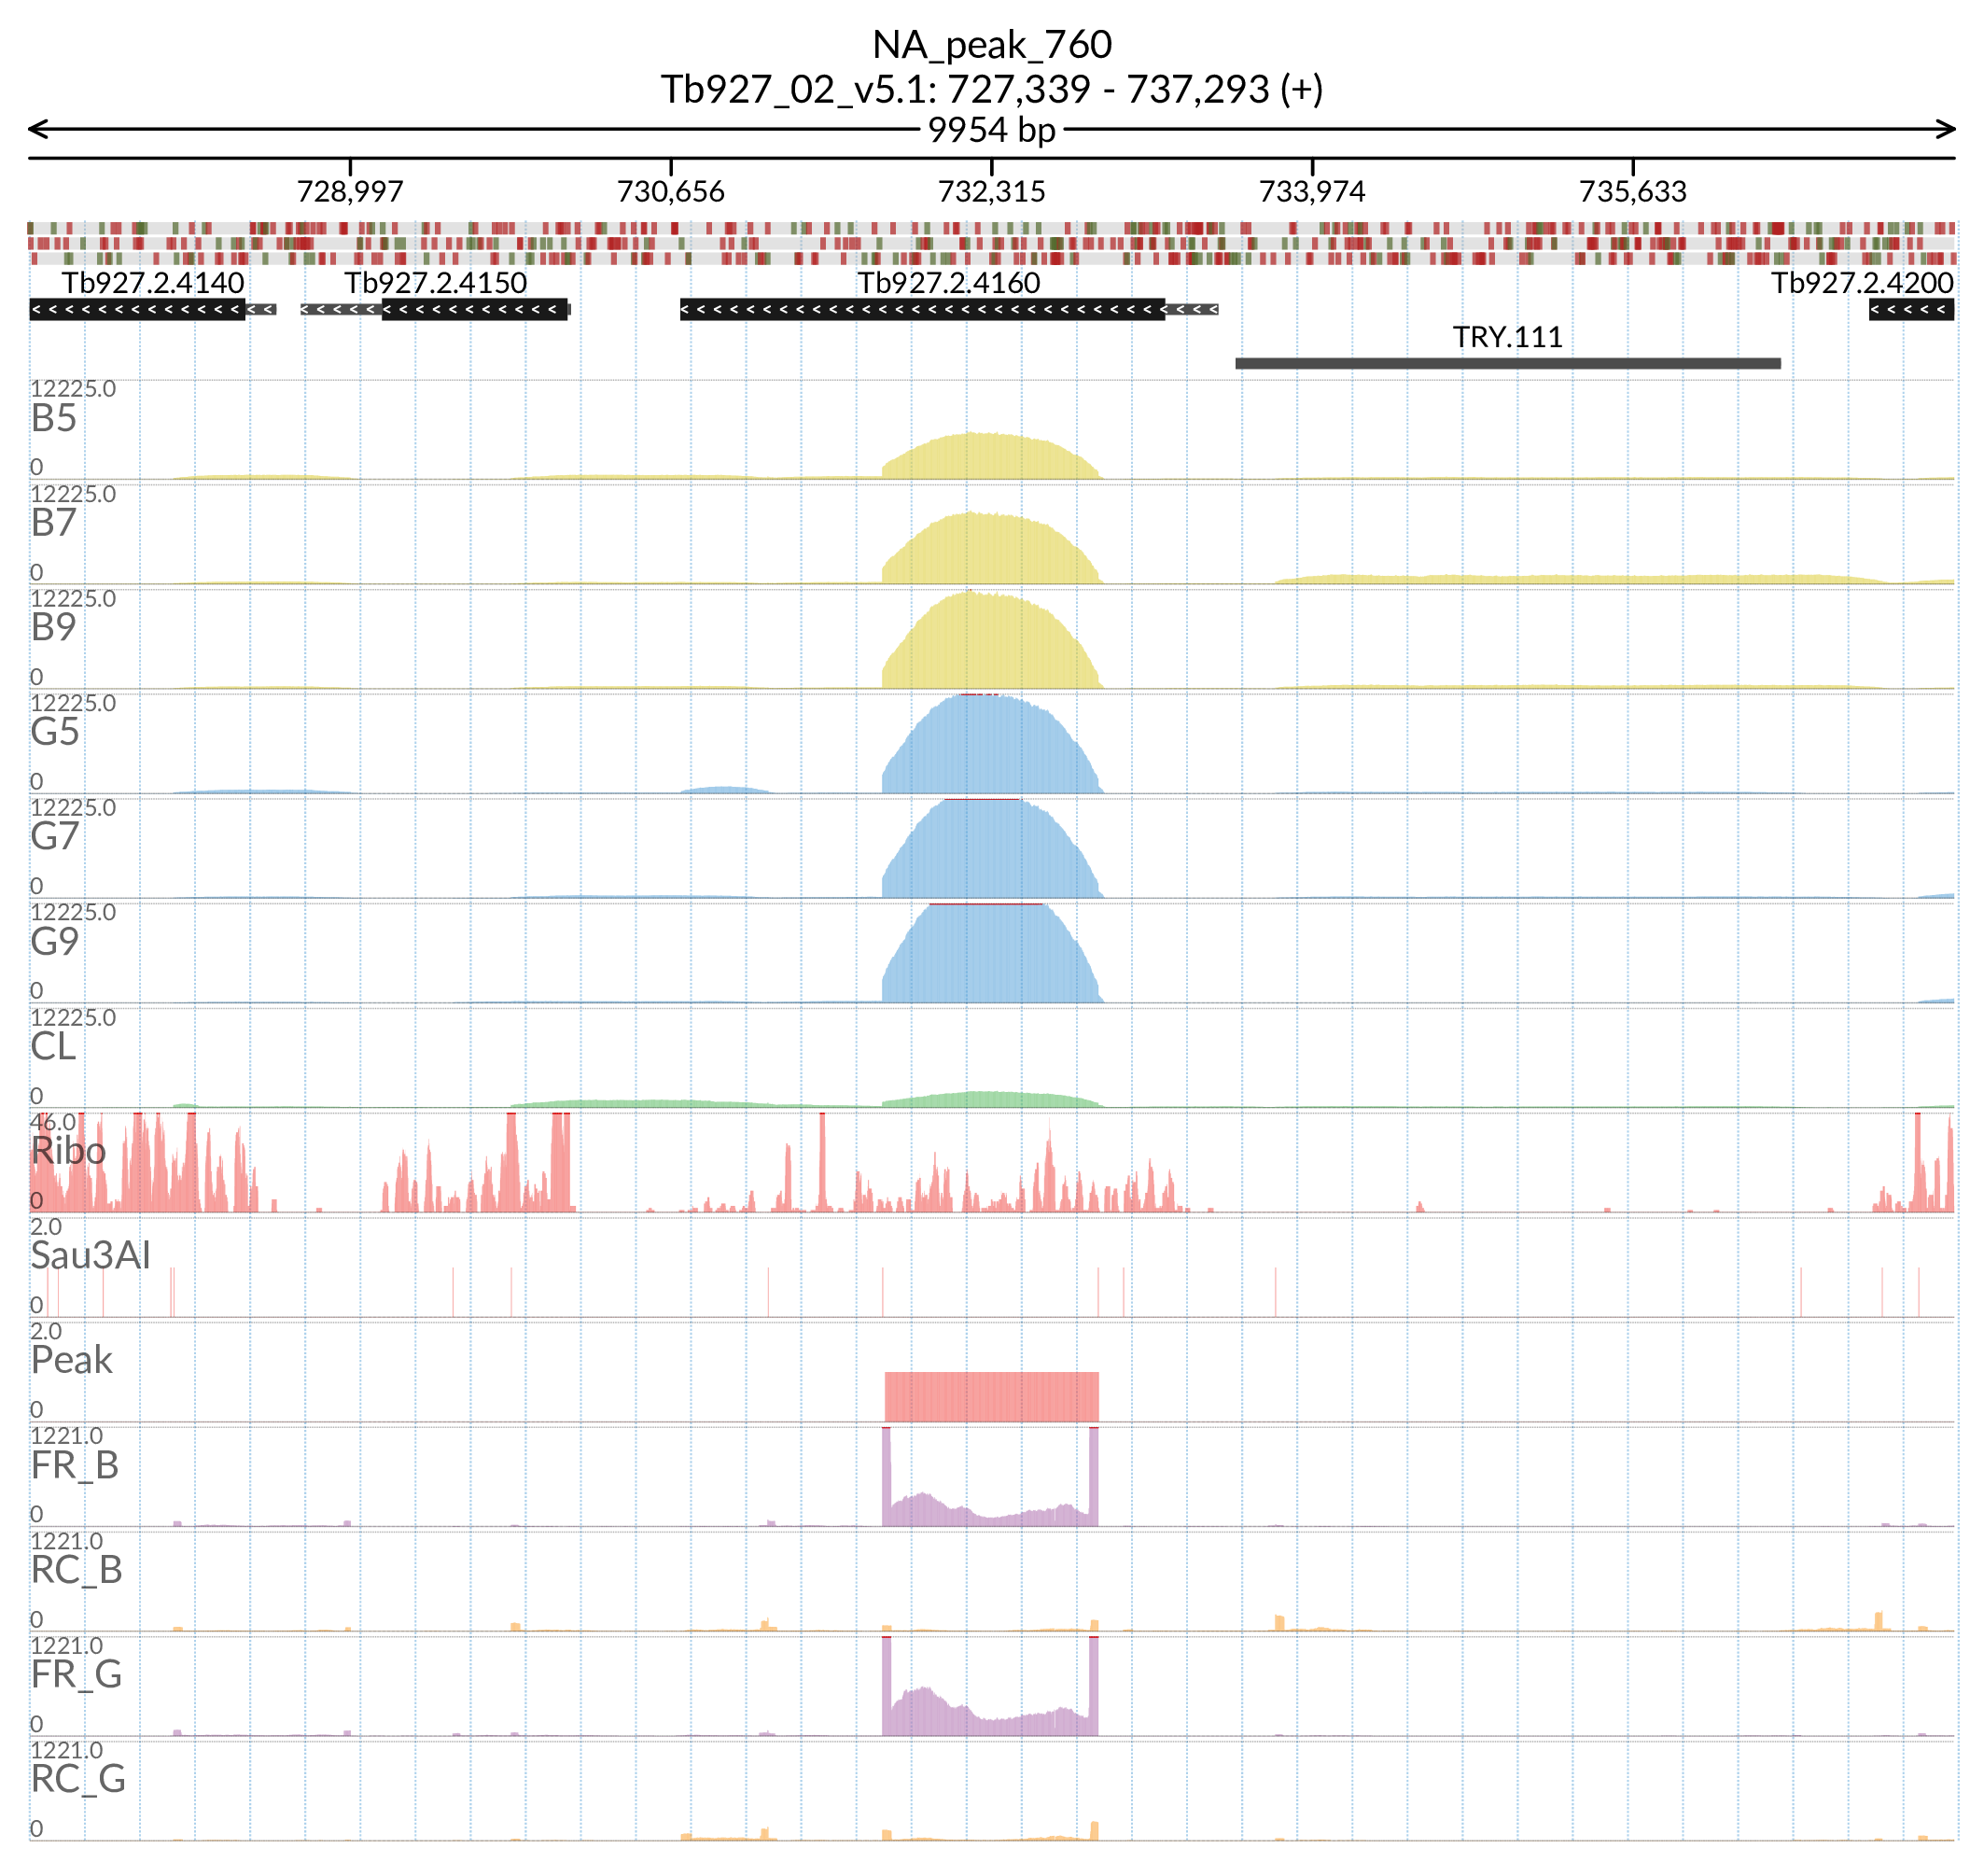 NA_peak_760
Tb927_02_v5.1: 727,339 - 737,293 (+)
9954 bp
728,997 730,656 732,315 733,974 735,633
Tb927.2.4140 Tb927.2.4150 Tb927.2.4160 Tb927.2.4200
TRY.111
12225.0
B5
0
12225.0
B7
0
12225.0
B9
0
12225.0
G5
0
12225.0
G7
0
12225.0
G9
0
12225.0
CL
0
46.0
Ribo
0
2.0
Sau3AI
0
2.0
Peak
0
1221.0
FR_B
0
1221.0
RC_B
0
1221.0
FR_G
0
1221.0
RC_G
0